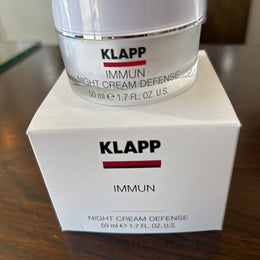 KLAPP
IMMUN
NIGHT CREAM DEFENSE
50 ml ℮ 1.7 FL. OZ. U.S.
KLAPP
IMMUN
NIGHT CREAM DEFENSE
50 ml ℮ 1.7 FL. OZ. U.S.